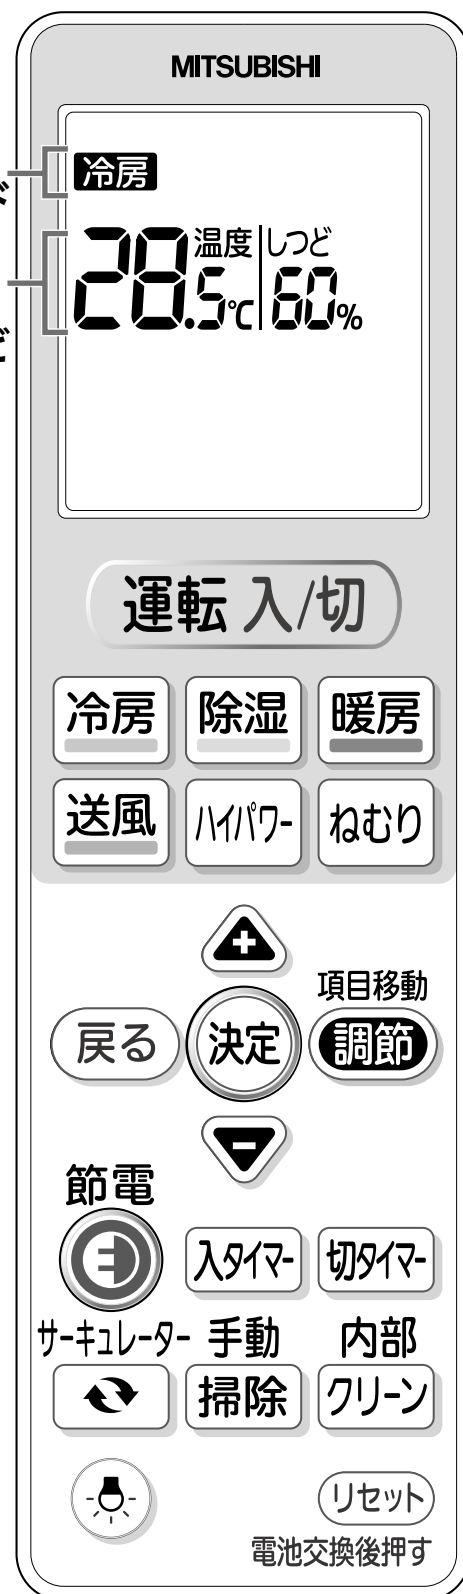 MITSUBISHI
冷房
ド
28.5℃ 温度 しつど 60%
ど
運転 入/切
冷房 除湿 暖房
送風 ハイパワー ねむり
+
項目移動
戻る 決定 調節
-
節電
入タイマー 切タイマー
サーキュレーター 手動 内部
掃除 クリーン
リセット
電池交換後押す